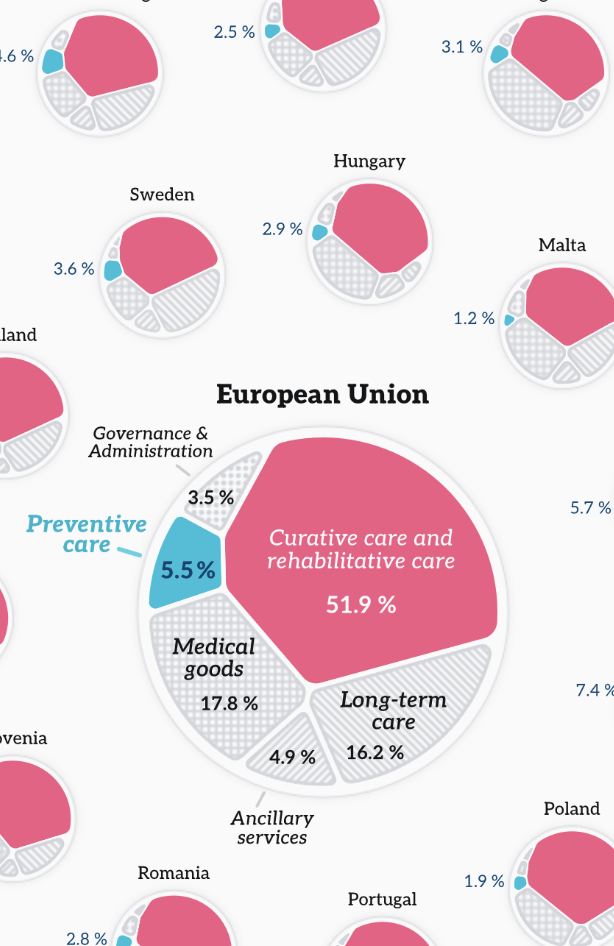 2.5 %
3.1 %
4.6 %
Hungary
Sweden
2.9 %
Malta
3.6 %
1.2 %
European Union
Governance &
Administration
3.5 %
5.7 %
Preventive
care
5.5 %
Curative care and
rehabilitative care
51.9 %
Medical
goods
17.8 %
Long-term
care
16.2 %
7.4 %
4.9 %
Ancillary
services
Poland
Romania
1.9 %
Portugal
2.8 %